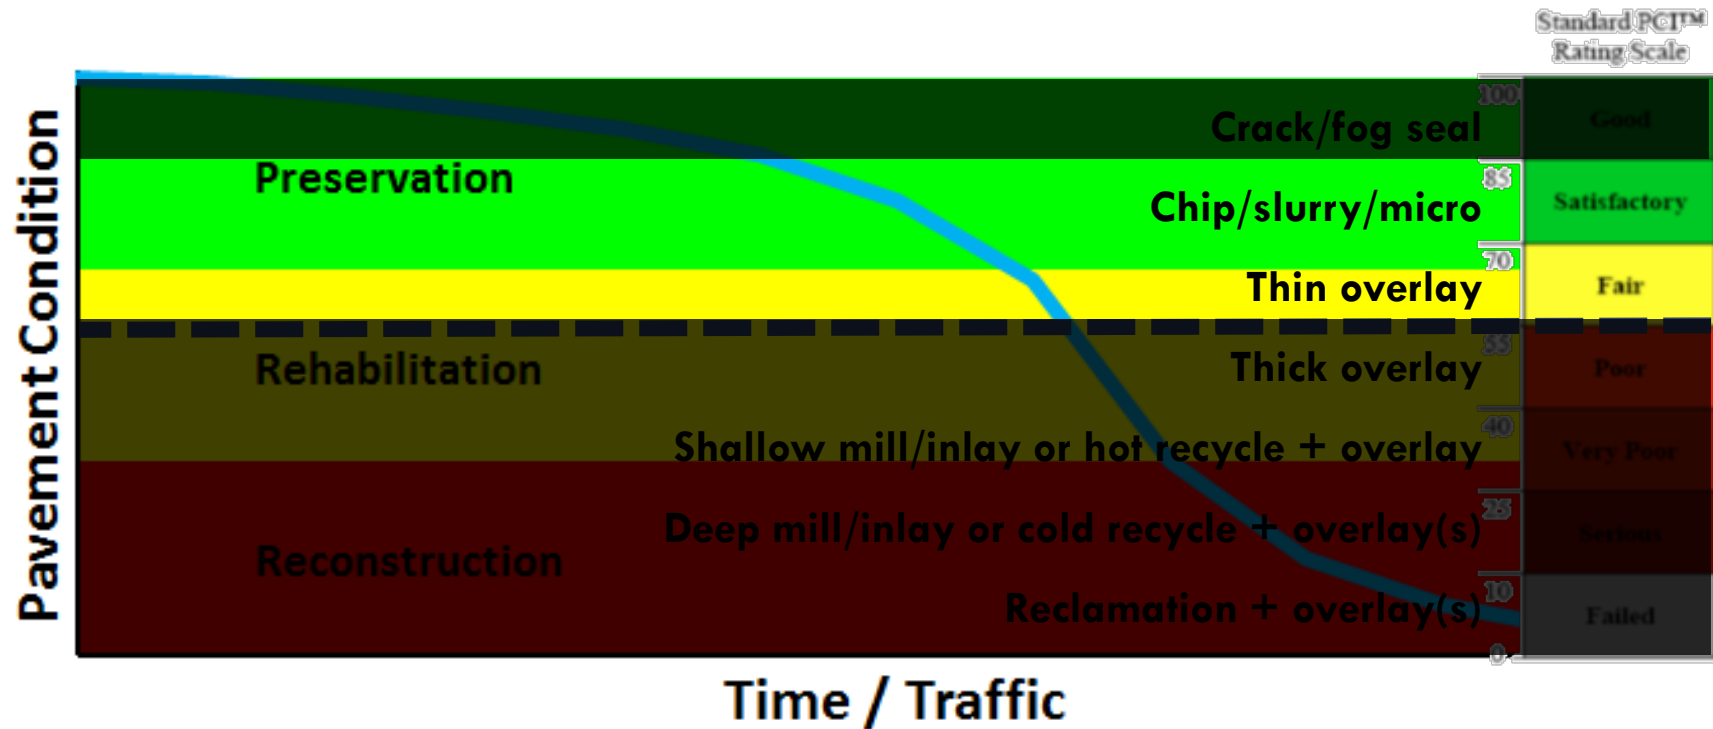 Standard PCI™
Rating Scale
Pavement Condition
Preservation
Rehabilitation
Reconstruction
Crack/fog seal
Chip/slurry/micro
Thin overlay
Thick overlay
Shallow mill/inlay or hot recycle + overlay
Deep mill/inlay or cold recycle + overlay(s)
Reclamation + overlay(s)
100
85
70
55
40
25
10
0
Good
Satisfactory
Fair
Poor
Very Poor
Serious
Failed
Time / Traffic